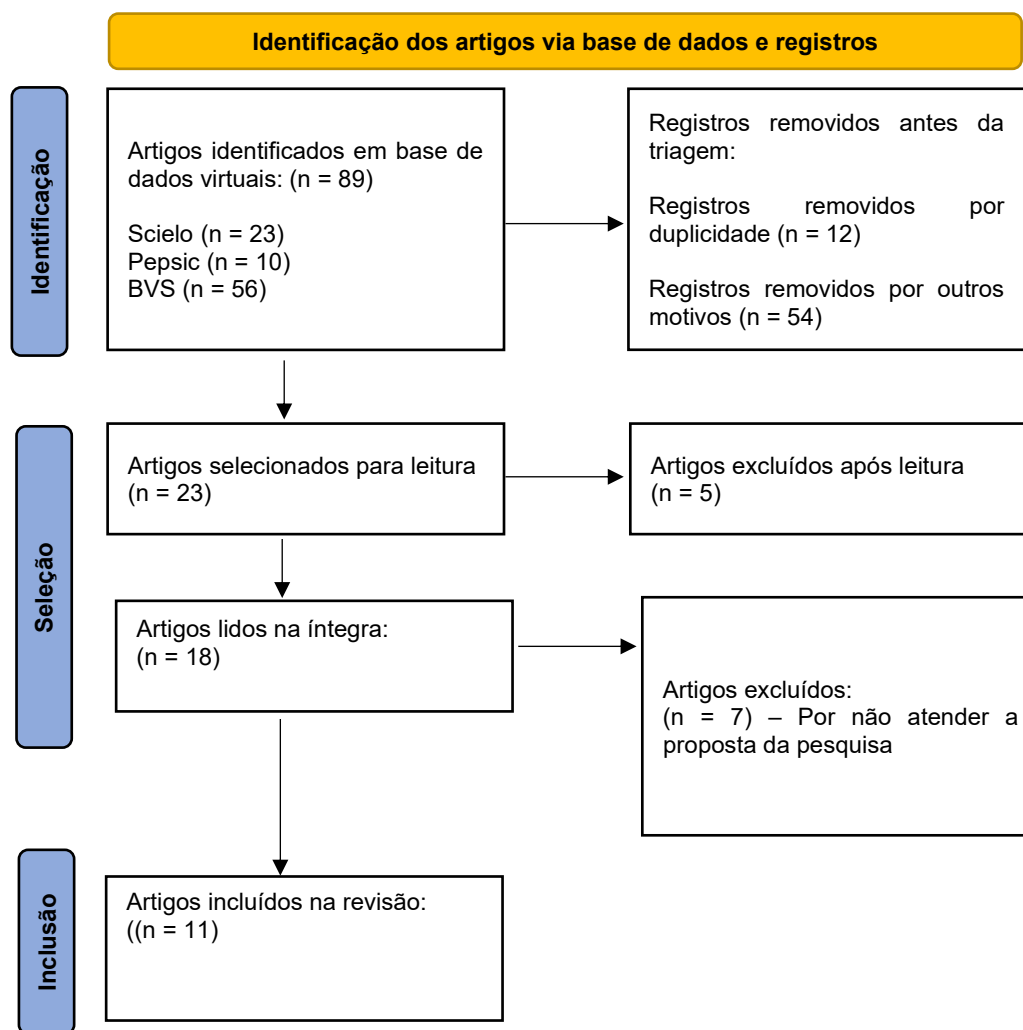 Identificação dos artigos via base de dados e registros
Identificação
Artigos identificados em base de
dados virtuais: (n = 89)
Scielo (n = 23)
Pepsic (n = 10)
BVS (n = 56)
Registros removidos antes da
triagem:
Registros removidos por
duplicidade (n = 12)
Registros removidos por outros
motivos (n = 54)
Seleção
Artigos selecionados para leitura
(n = 23)
Artigos excluídos após leitura
(n = 5)
Artigos lidos na íntegra:
(n = 18)
Artigos excluídos:
(n = 7) – Por não atender a
proposta da pesquisa
Inclusão
Artigos incluídos na revisão:
((n = 11)